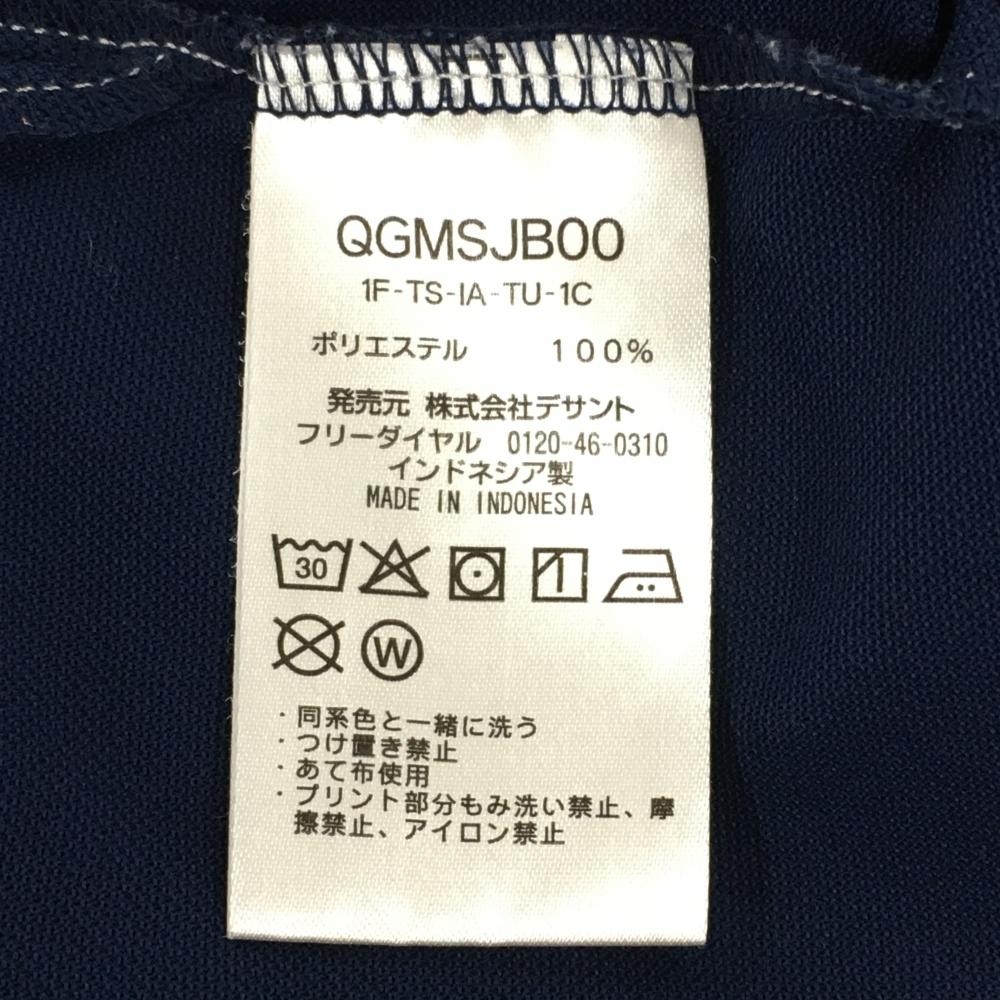 QGMSJB00
1F-TS-IA-TU-1C
ポリエステル 100%
発売元 株式会社デサント
フリーダイヤル 0120-46-0310
インドネシア製
MADE IN INDONESIA
30
W
・同系色と一緒に洗う
・つけ置き禁止
・あて布使用
・プリント部分もみ洗い禁止、摩
擦禁止、アイロン禁止